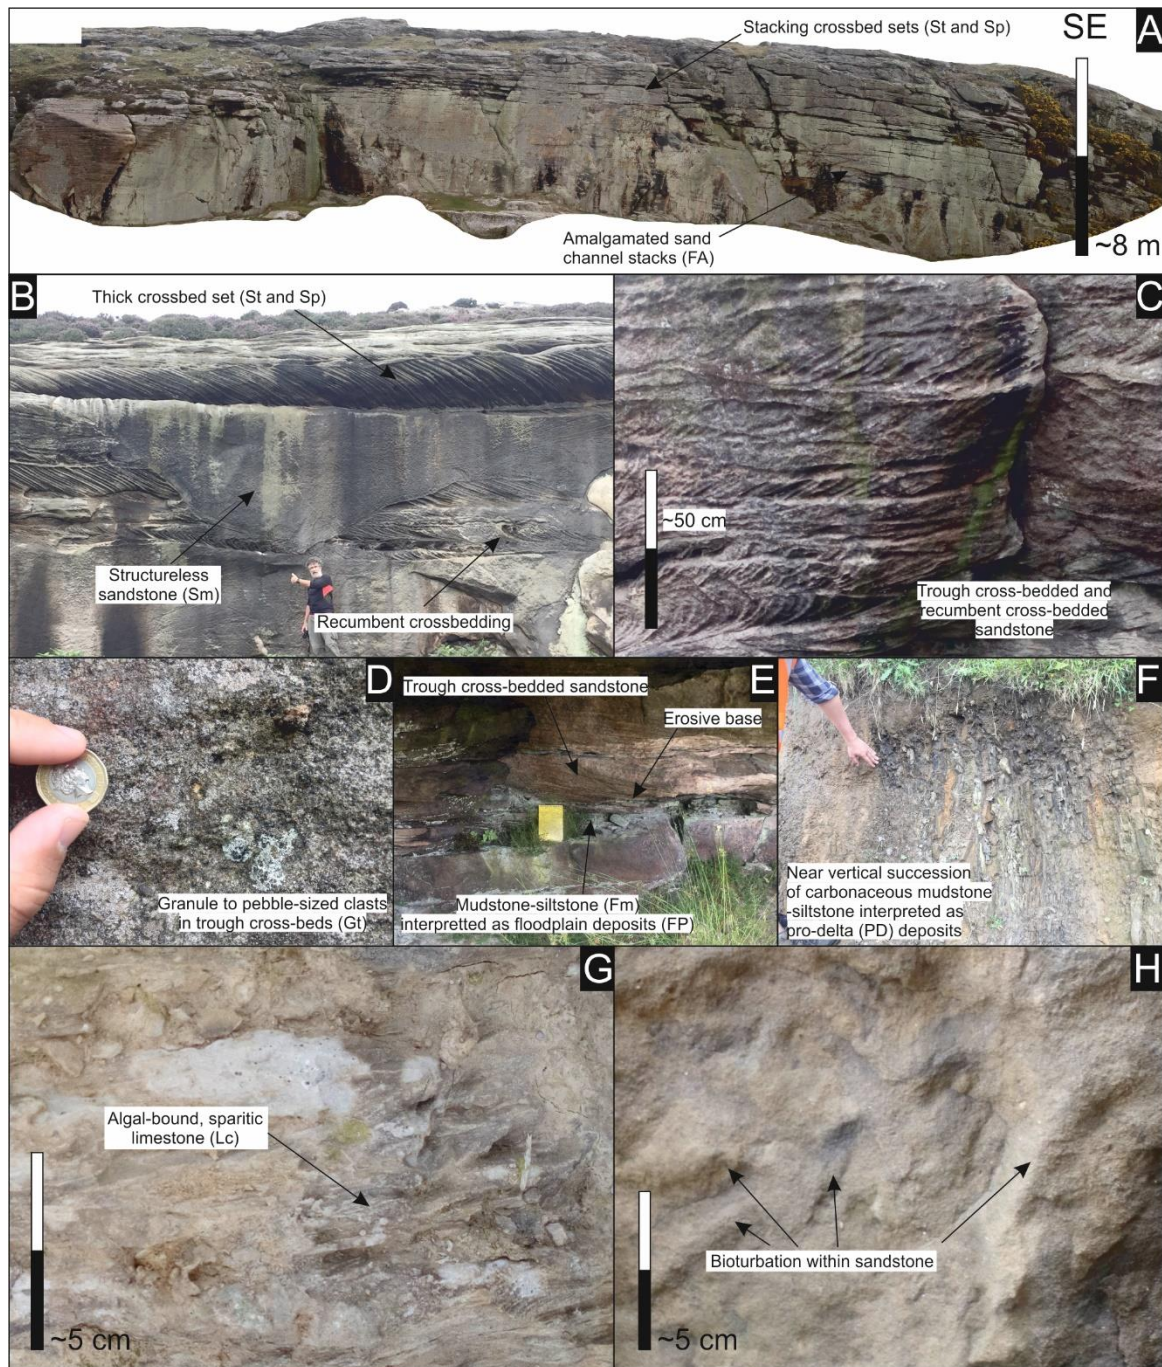 Stacking crossbed sets (St and Sp)
SE
A
Amalgamated sand
channel stacks (FA)
~8 m
B
Thick crossbed set (St and Sp)
Structureless
sandstone (Sm)
Recumbent crossbedding
C
~50 cm
Trough cross-bedded and
recumbent cross-bedded
sandstone
D
Granule to pebble-sized clasts
in trough cross-beds (Gt)
E
Trough cross-bedded sandstone
Erosive base
Mudstone-siltstone (Fm)
interpretted as floodplain deposits (FP)
F
Near vertical succession
of carbonaceous mudstone
-siltstone interpreted as
pro-delta (PD) deposits
G
Algal-bound, sparitic
limestone (Lc)
~5 cm
H
Bioturbation within sandstone
~5 cm